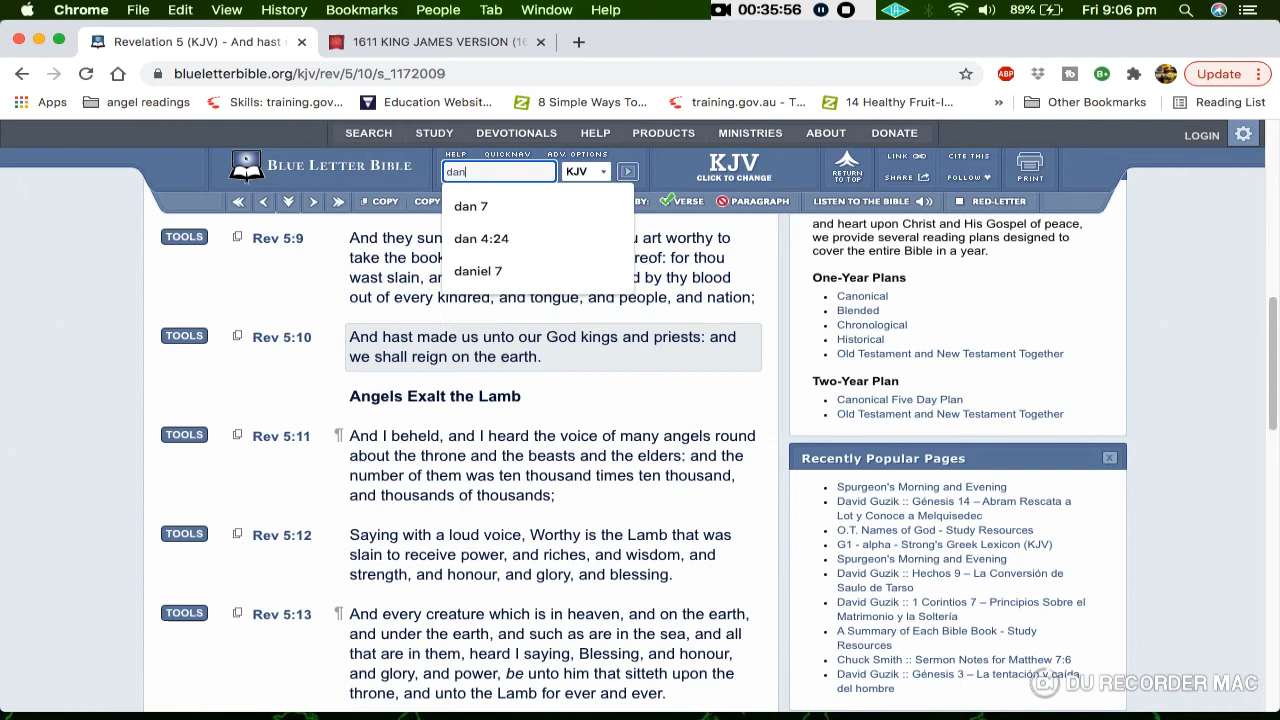 Chrome File Edit View History Bookmarks People Tab Window Help 00:35:56 89% Fri 9:06 pm
Revelation 5 (KJV) - And hast 1611 KING JAMES VERSION (16
blueletterbible.org/kjv/rev/5/10/s_1172009 ABP tb B+ Update
Apps angel readings Skills: training.gov... Education Websit... 8 Simple Ways To... training.gov.au - T... 14 Healthy Fruit-I... » Other Bookmarks Reading List
SEARCH STUDY DEVOTIONALS HELP PRODUCTS MINISTRIES ABOUT DONATE LOGIN
HELP QUICKNAV ADV. OPTIONS
BLUE LETTER BIBLE dan KJV
KJV
CLICK TO CHANGE
RETURN
TO TOP
LINK CITE THIS
SHARE FOLLOW
PRINT
COPY COPY BY: VERSE PARAGRAPH LISTEN TO THE BIBLE RED-LETTER
dan 7
dan 4:24
daniel 7
TOOLS Rev 5:9 And they sun u art worthy to
take the book reof: for thou
wast slain, an d by thy blood
out of every kindred, and tongue, and people, and nation;
TOOLS Rev 5:10 And hast made us unto our God kings and priests: and
we shall reign on the earth.
Angels Exalt the Lamb
TOOLS Rev 5:11 ¶ And I beheld, and I heard the voice of many angels round
about the throne and the beasts and the elders: and the
number of them was ten thousand times ten thousand,
and thousands of thousands;
TOOLS Rev 5:12 Saying with a loud voice, Worthy is the Lamb that was
slain to receive power, and riches, and wisdom, and
strength, and honour, and glory, and blessing.
TOOLS Rev 5:13 ¶ And every creature which is in heaven, and on the earth,
and under the earth, and such as are in the sea, and all
that are in them, heard I saying, Blessing, and honour,
and glory, and power, be unto him that sitteth upon the
throne, and unto the Lamb for ever and ever.
and heart upon Christ and His Gospel of peace,
we provide several reading plans designed to
cover the entire Bible in a year.
One-Year Plans
Canonical
Blended
Chronological
Historical
Old Testament and New Testament Together
Two-Year Plan
Canonical Five Day Plan
Old Testament and New Testament Together
Recently Popular Pages X
Spurgeon's Morning and Evening
David Guzik :: Génesis 14 – Abram Rescata a
Lot y Conoce a Melquisedec
O.T. Names of God - Study Resources
G1 - alpha - Strong's Greek Lexicon (KJV)
Spurgeon's Morning and Evening
David Guzik :: Hechos 9 – La Conversión de
Saulo de Tarso
David Guzik :: 1 Corintios 7 – Principios Sobre el
Matrimonio y la Soltería
A Summary of Each Bible Book - Study
Resources
Chuck Smith :: Sermon Notes for Matthew 7:6
David Guzik :: Génesis 3 – La tentación y caída
del hombre
DU RECORDER MAC